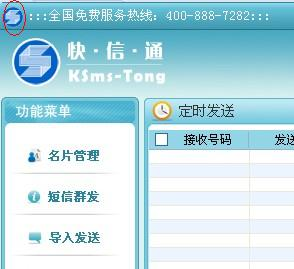 :::全国免费服务热线：400-888-7282:::
快·信·通
KSms-Tong
功能菜单
名片管理
短信群发
导入发送
定时发送
接收号码 发送